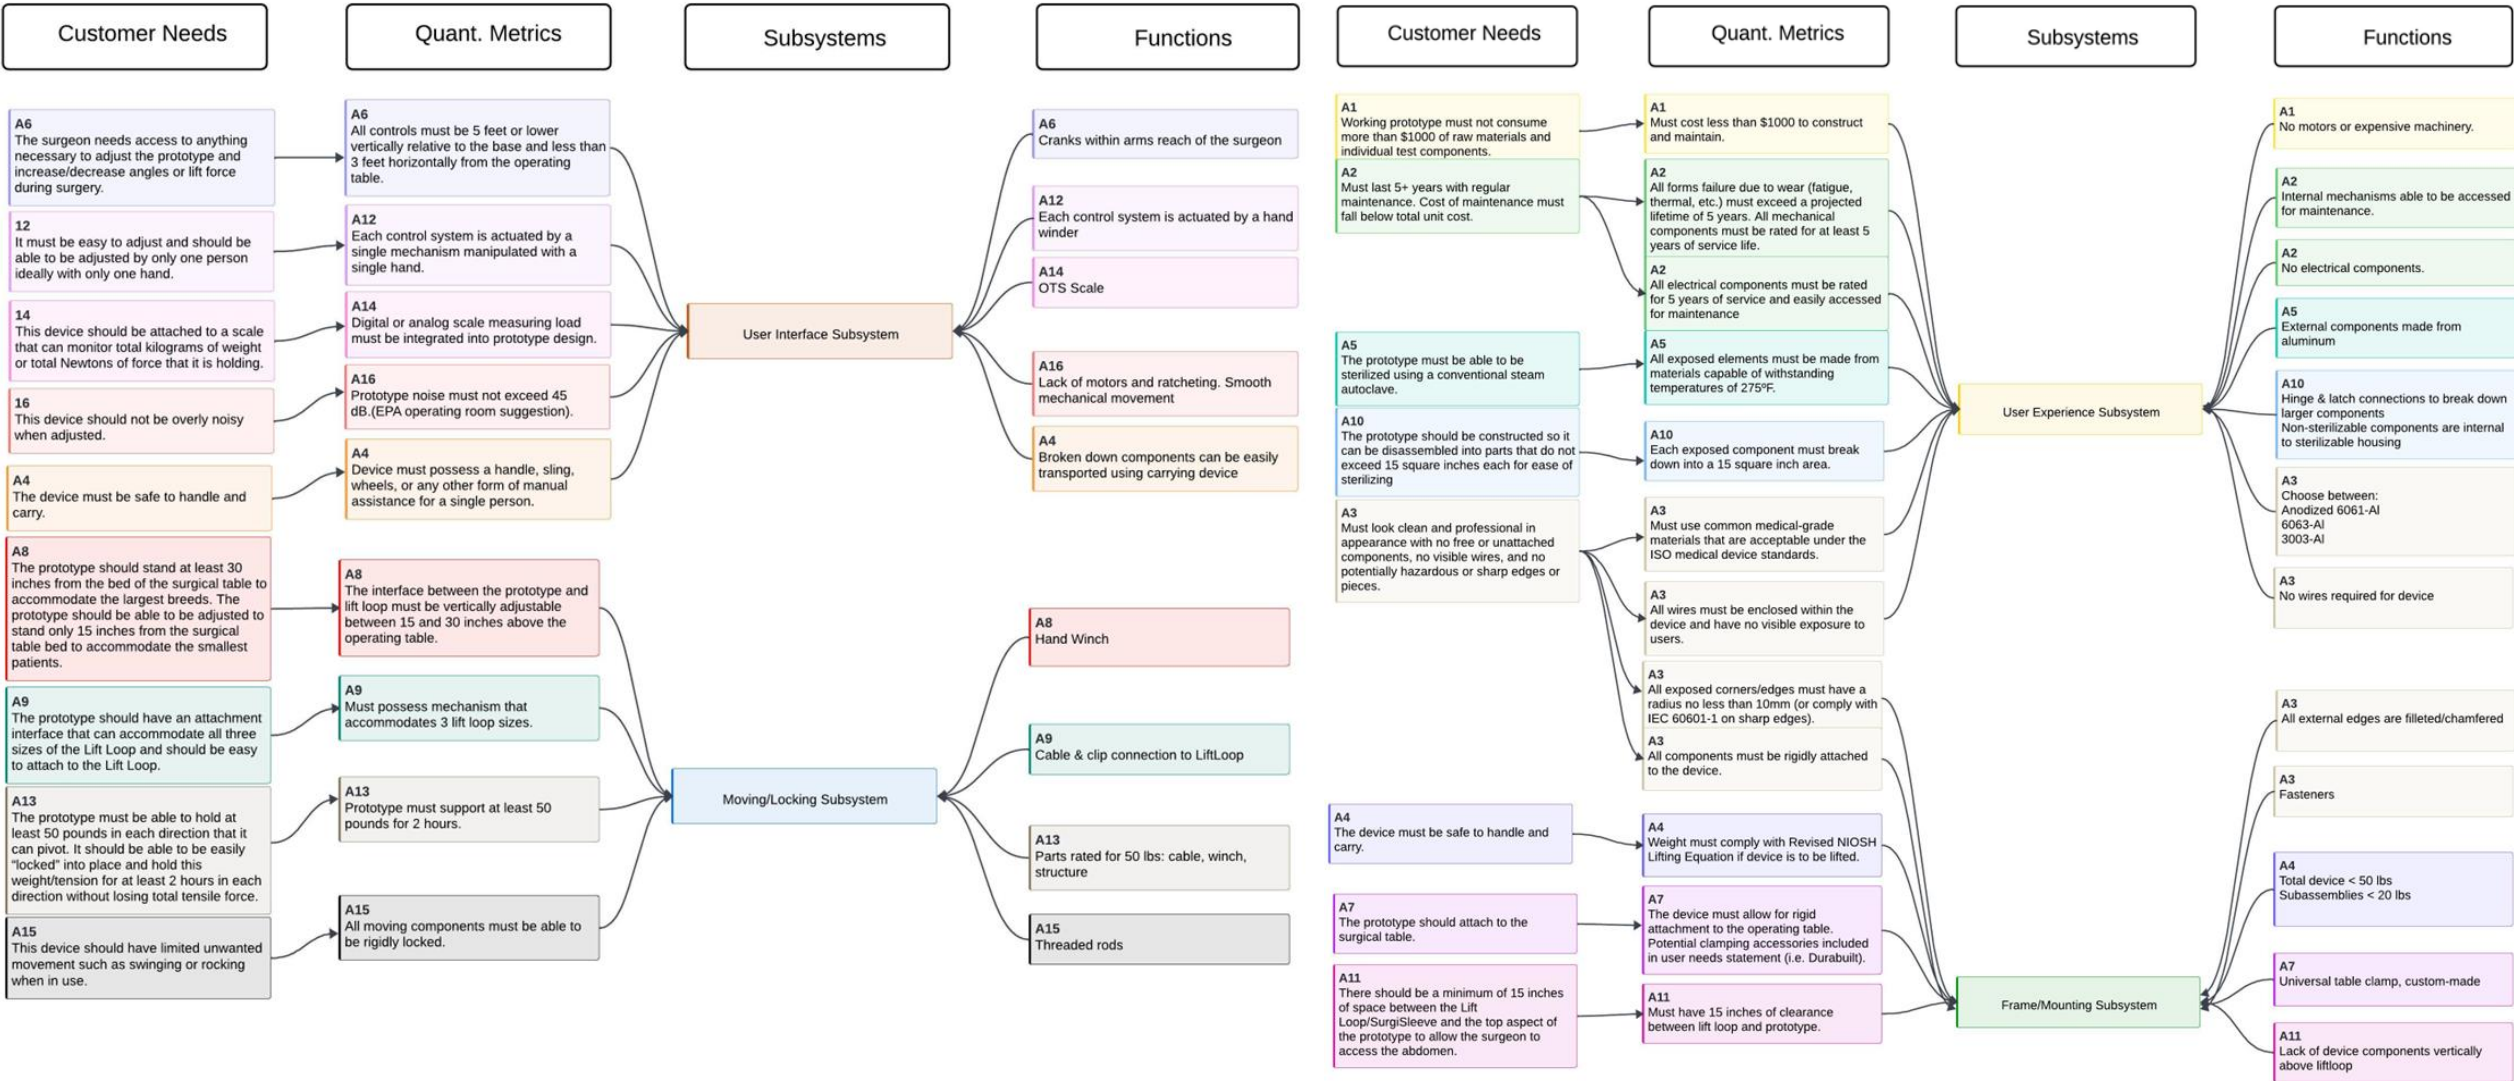 Customer Needs
Quant. Metrics
Subsystems
Functions
A6
The surgeon needs access to anything
necessary to adjust the prototype and
increase/decrease angles or lift force
during surgery.
12
It must be easy to adjust and should be
able to be adjusted by only one person
ideally with only one hand.
14
This device should be attached to a scale
that can monitor total kilograms of weight
or total Newtons of force that it is holding.
16
This device should not be overly noisy
when adjusted.
A4
The device must be safe to handle and
carry.
A8
The prototype should stand at least 30
inches from the bed of the surgical table to
accommodate the largest breeds. The
prototype should be able to be adjusted to
stand only 15 inches from the surgical
table bed to accommodate the smallest
patients.
A9
The prototype should have an attachment
interface that can accommodate all three
sizes of the Lift Loop and should be easy
to attach to the Lift Loop.
A13
The prototype must be able to hold at
least 50 pounds in each direction that it
can pivot. It should be able to be easily
“locked” into place and hold this
weight/tension for at least 2 hours in each
direction without losing total tensile force.
A15
This device should have limited unwanted
movement such as swinging or rocking
when in use.
A6
All controls must be 5 feet or lower
vertically relative to the base and less than
3 feet horizontally from the operating
table.
A12
Each control system is actuated by a
single mechanism manipulated with a
single hand.
A14
Digital or analog scale measuring load
must be integrated into prototype design.
A16
Prototype noise must not exceed 45
dB.(EPA operating room suggestion).
A4
Device must possess a handle, sling,
wheels, or any other form of manual
assistance for a single person.
A8
The interface between the prototype and
lift loop must be vertically adjustable
between 15 and 30 inches above the
operating table.
A9
Must possess mechanism that
accommodates 3 lift loop sizes.
A13
Prototype must support at least 50
pounds for 2 hours.
A15
All moving components must be able to
be rigidly locked.
User Interface Subsystem
Moving/Locking Subsystem
A6
Cranks within arms reach of the surgeon
A12
Each control system is actuated by a hand
winder
A14
OTS Scale
A16
Lack of motors and ratcheting. Smooth
mechanical movement
A4
Broken down components can be easily
transported using carrying device
A8
Hand Winch
A9
Cable & clip connection to LiftLoop
A13
Parts rated for 50 lbs: cable, winch,
structure
A15
Threaded rods
Customer Needs
Quant. Metrics
Subsystems
Functions
A1
Working prototype must not consume
more than $1000 of raw materials and
individual test components.
A2
Must last 5+ years with regular
maintenance. Cost of maintenance must
fall below total unit cost.
A5
The prototype must be able to be
sterilized using a conventional steam
autoclave.
A10
The prototype should be constructed so it
can be disassembled into parts that do not
exceed 15 square inches each for ease of
sterilizing
A3
Must look clean and professional in
appearance with no free or unattached
components, no visible wires, and no
potentially hazardous or sharp edges or
pieces.
A4
The device must be safe to handle and
carry.
A7
The prototype should attach to the
surgical table.
A11
There should be a minimum of 15 inches
of space between the Lift
Loop/SurgiSleeve and the top aspect of
the prototype to allow the surgeon to
access the abdomen.
A1
Must cost less than $1000 to construct
and maintain.
A2
All forms failure due to wear (fatigue,
thermal, etc.) must exceed a projected
lifetime of 5 years. All mechanical
components must be rated for at least 5
years of service life.
A2
All electrical components must be rated
for 5 years of service and easily accessed
for maintenance
A5
All exposed elements must be made from
materials capable of withstanding
temperatures of 275ºF.
A10
Each exposed component must break
down into a 15 square inch area.
A3
Must use common medical-grade
materials that are acceptable under the
ISO medical device standards.
A3
All wires must be enclosed within the
device and have no visible exposure to
users.
A3
All exposed corners/edges must have a
radius no less than 10mm (or comply with
IEC 60601-1 on sharp edges).
A3
All components must be rigidly attached
to the device.
A4
Weight must comply with Revised NIOSH
Lifting Equation if device is to be lifted.
A7
The device must allow for rigid
attachment to the operating table.
Potential clamping accessories included
in user needs statement (i.e. Durabuilt).
A11
Must have 15 inches of clearance
between lift loop and prototype.
User Experience Subsystem
Frame/Mounting Subsystem
A1
No motors or expensive machinery.
A2
Internal mechanisms able to be accessed
for maintenance.
A2
No electrical components.
A5
External components made from
aluminum
A10
Hinge & latch connections to break down
larger components
Non-sterilizable components are internal
to sterilizable housing
A3
Choose between:
Anodized 6061-Al
6063-Al
3003-Al
A3
No wires required for device
A3
All external edges are filleted/chamfered
A3
Fasteners
A4
Total device < 50 lbs
Subassemblies < 20 lbs
A7
Universal table clamp, custom-made
A11
Lack of device components vertically
above liftloop